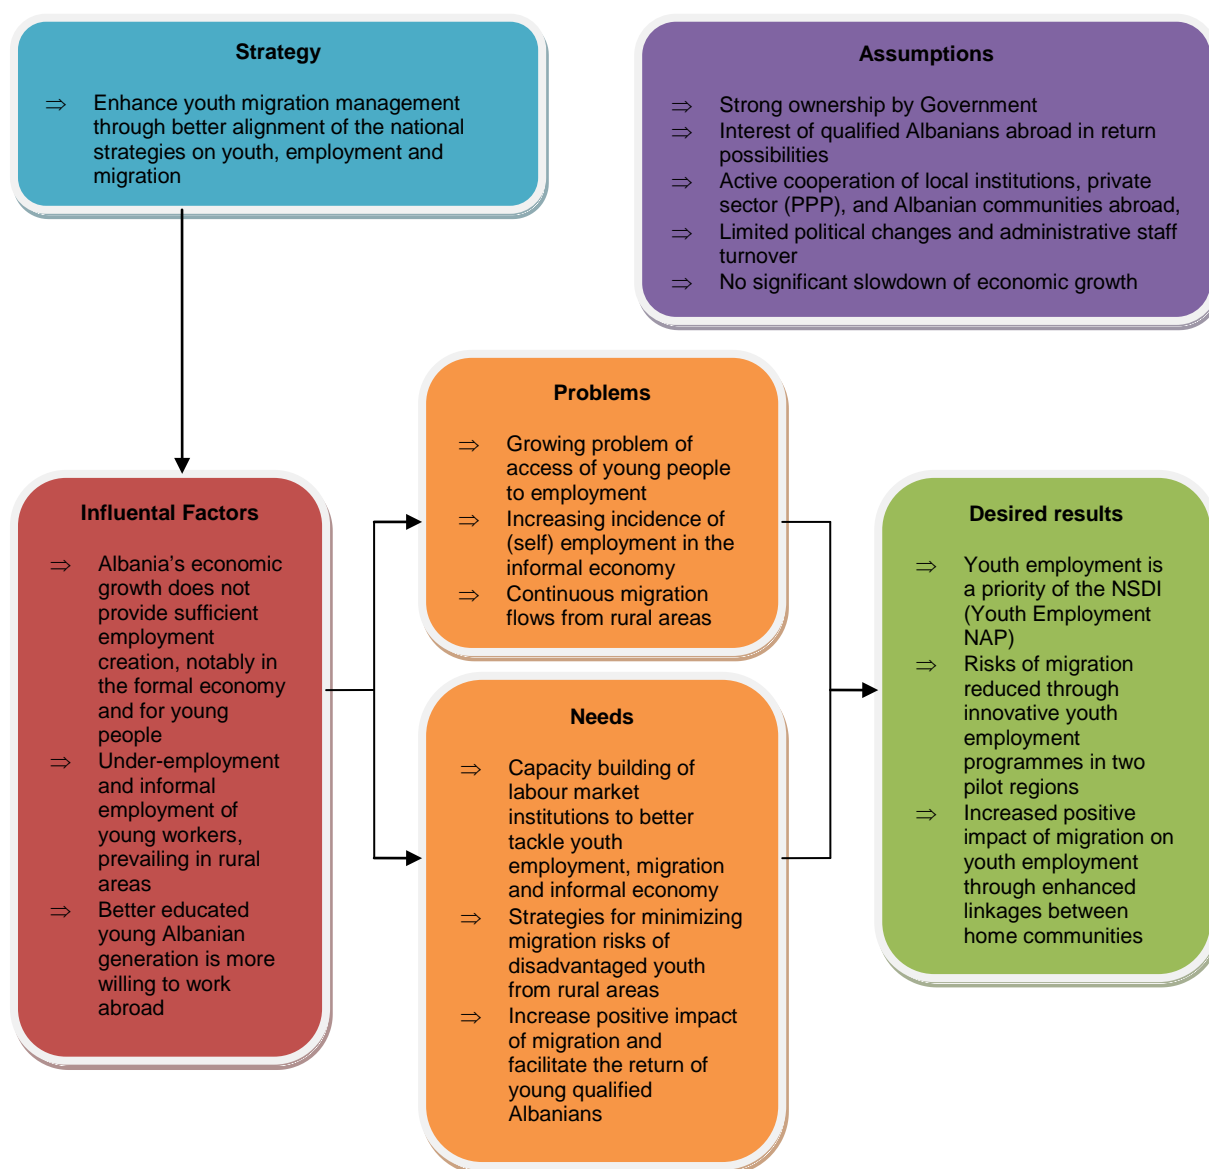 Strategy
⇒ Enhance youth migration management
through better alignment of the national
strategies on youth, employment and
migration
Assumptions
⇒ Strong ownership by Government
⇒ Interest of qualified Albanians abroad in return
possibilities
⇒ Active cooperation of local institutions, private
sector (PPP), and Albanian communities abroad,
⇒ Limited political changes and administrative staff
turnover
⇒ No significant slowdown of economic growth
Influental Factors
⇒ Albania’s economic
growth does not
provide sufficient
employment
creation, notably in
the formal economy
and for young
people
⇒ Under-employment
and informal
employment of
young workers,
prevailing in rural
areas
⇒ Better educated
young Albanian
generation is more
willing to work
abroad
Problems
⇒ Growing problem of
access of young people
to employment
⇒ Increasing incidence of
(self) employment in the
informal economy
⇒ Continuous migration
flows from rural areas
Needs
⇒ Capacity building of
labour market
institutions to better
tackle youth
employment, migration
and informal economy
⇒ Strategies for minimizing
migration risks of
disadvantaged youth
from rural areas
⇒ Increase positive impact
of migration and
facilitate the return of
young qualified
Albanians
Desired results
⇒ Youth employment is
a priority of the NSDI
(Youth Employment
NAP)
⇒ Risks of migration
reduced through
innovative youth
employment
programmes in two
pilot regions
⇒ Increased positive
impact of migration on
youth employment
through enhanced
linkages between
home communities